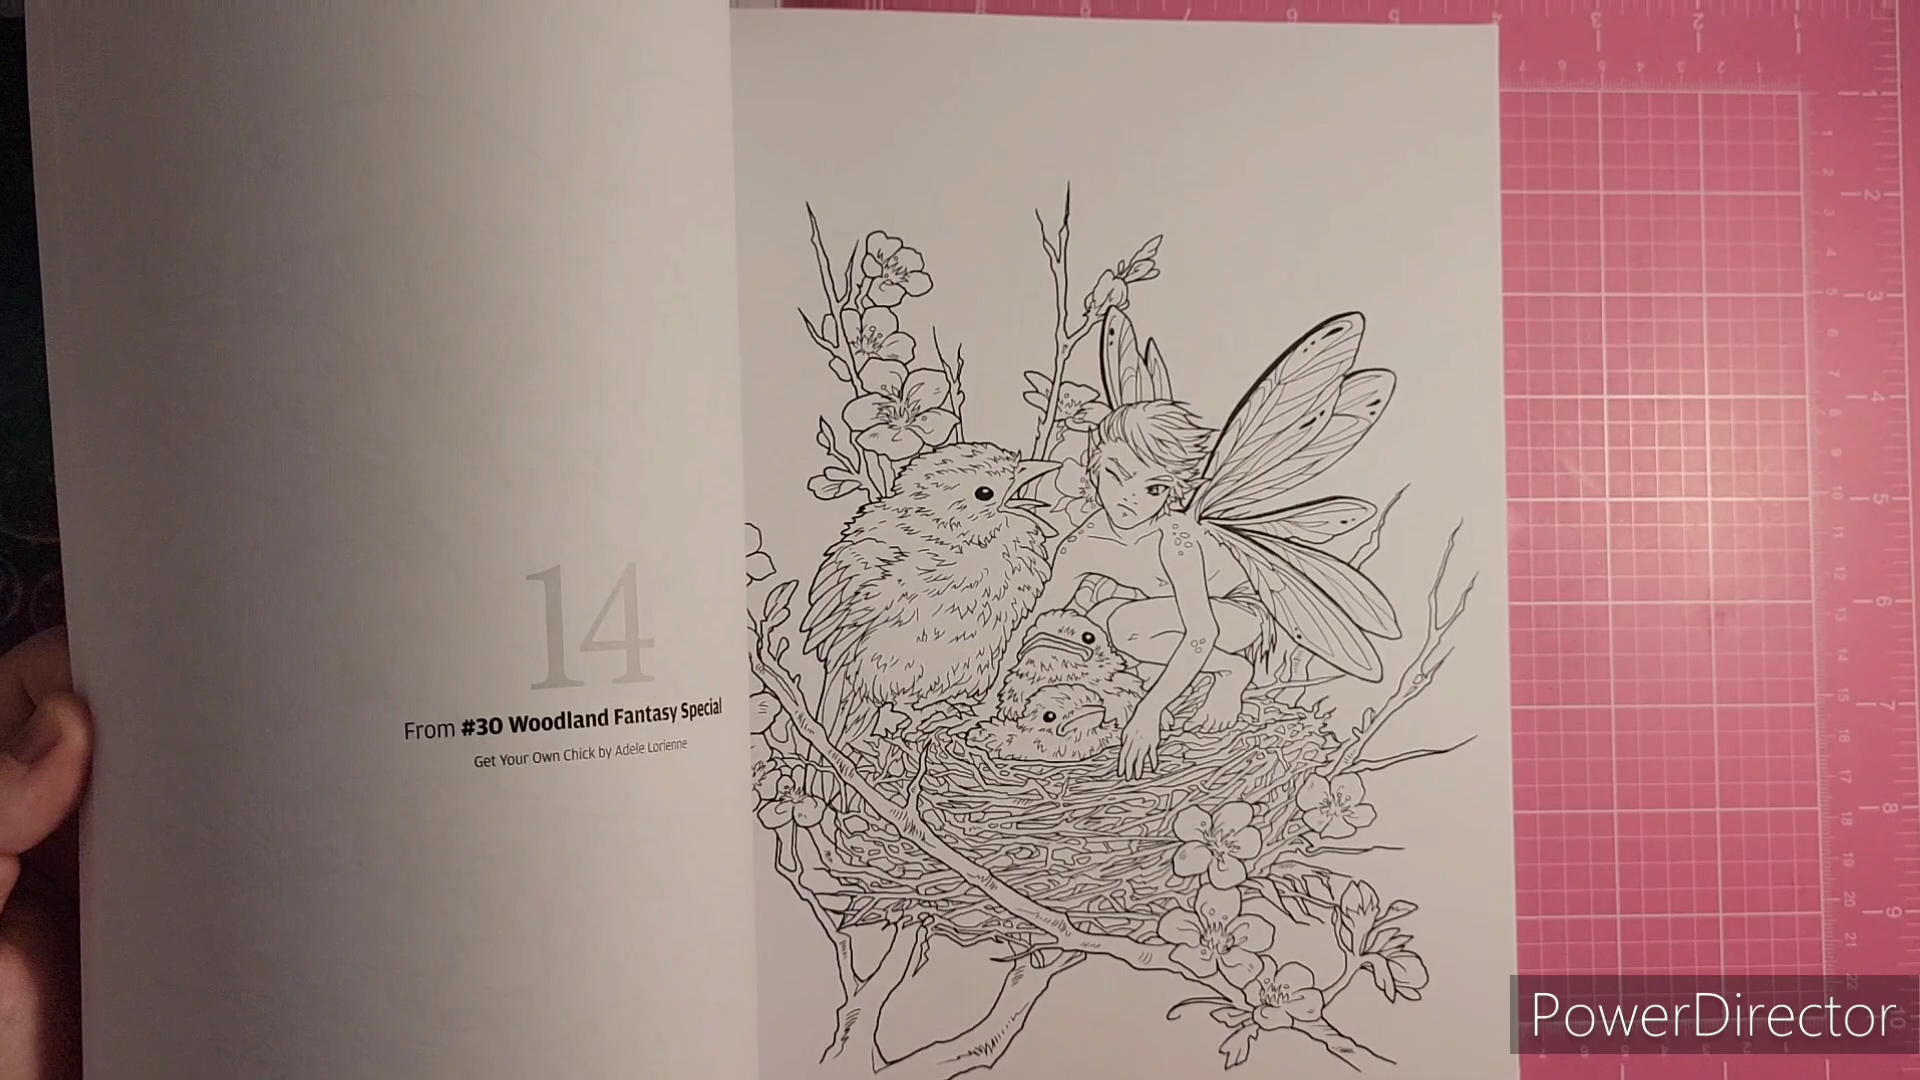 14
From #30 Woodland Fantasy Special
Get Your Own Chick by Adele Lorienne
PowerDirector